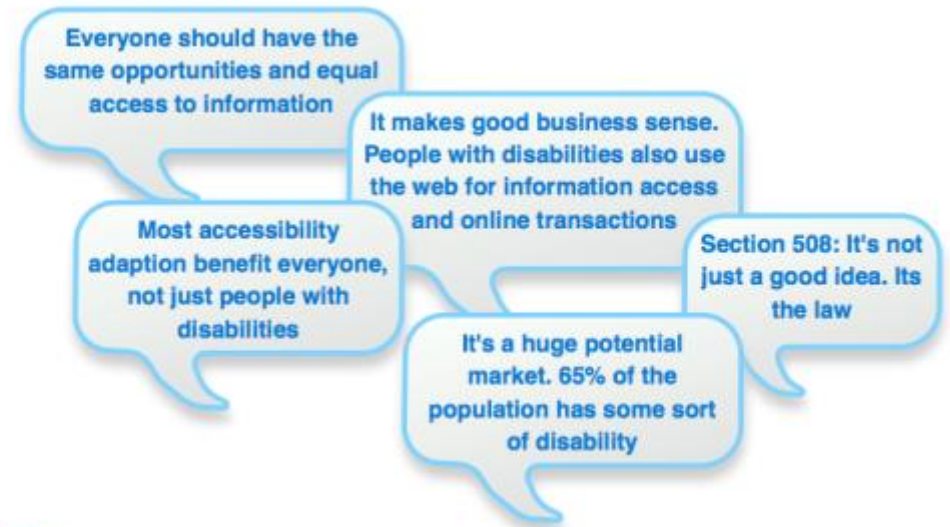 Everyone should have the
same opportunities and equal
access to information
It makes good business sense.
People with disabilities also use
the web for information access
and online transactions
Most accessibility
adaption benefit everyone,
not just people with
disabilities
Section 508: It's not
just a good idea. Its
the law
It's a huge potential
market. 65% of the
population has some sort
of disability